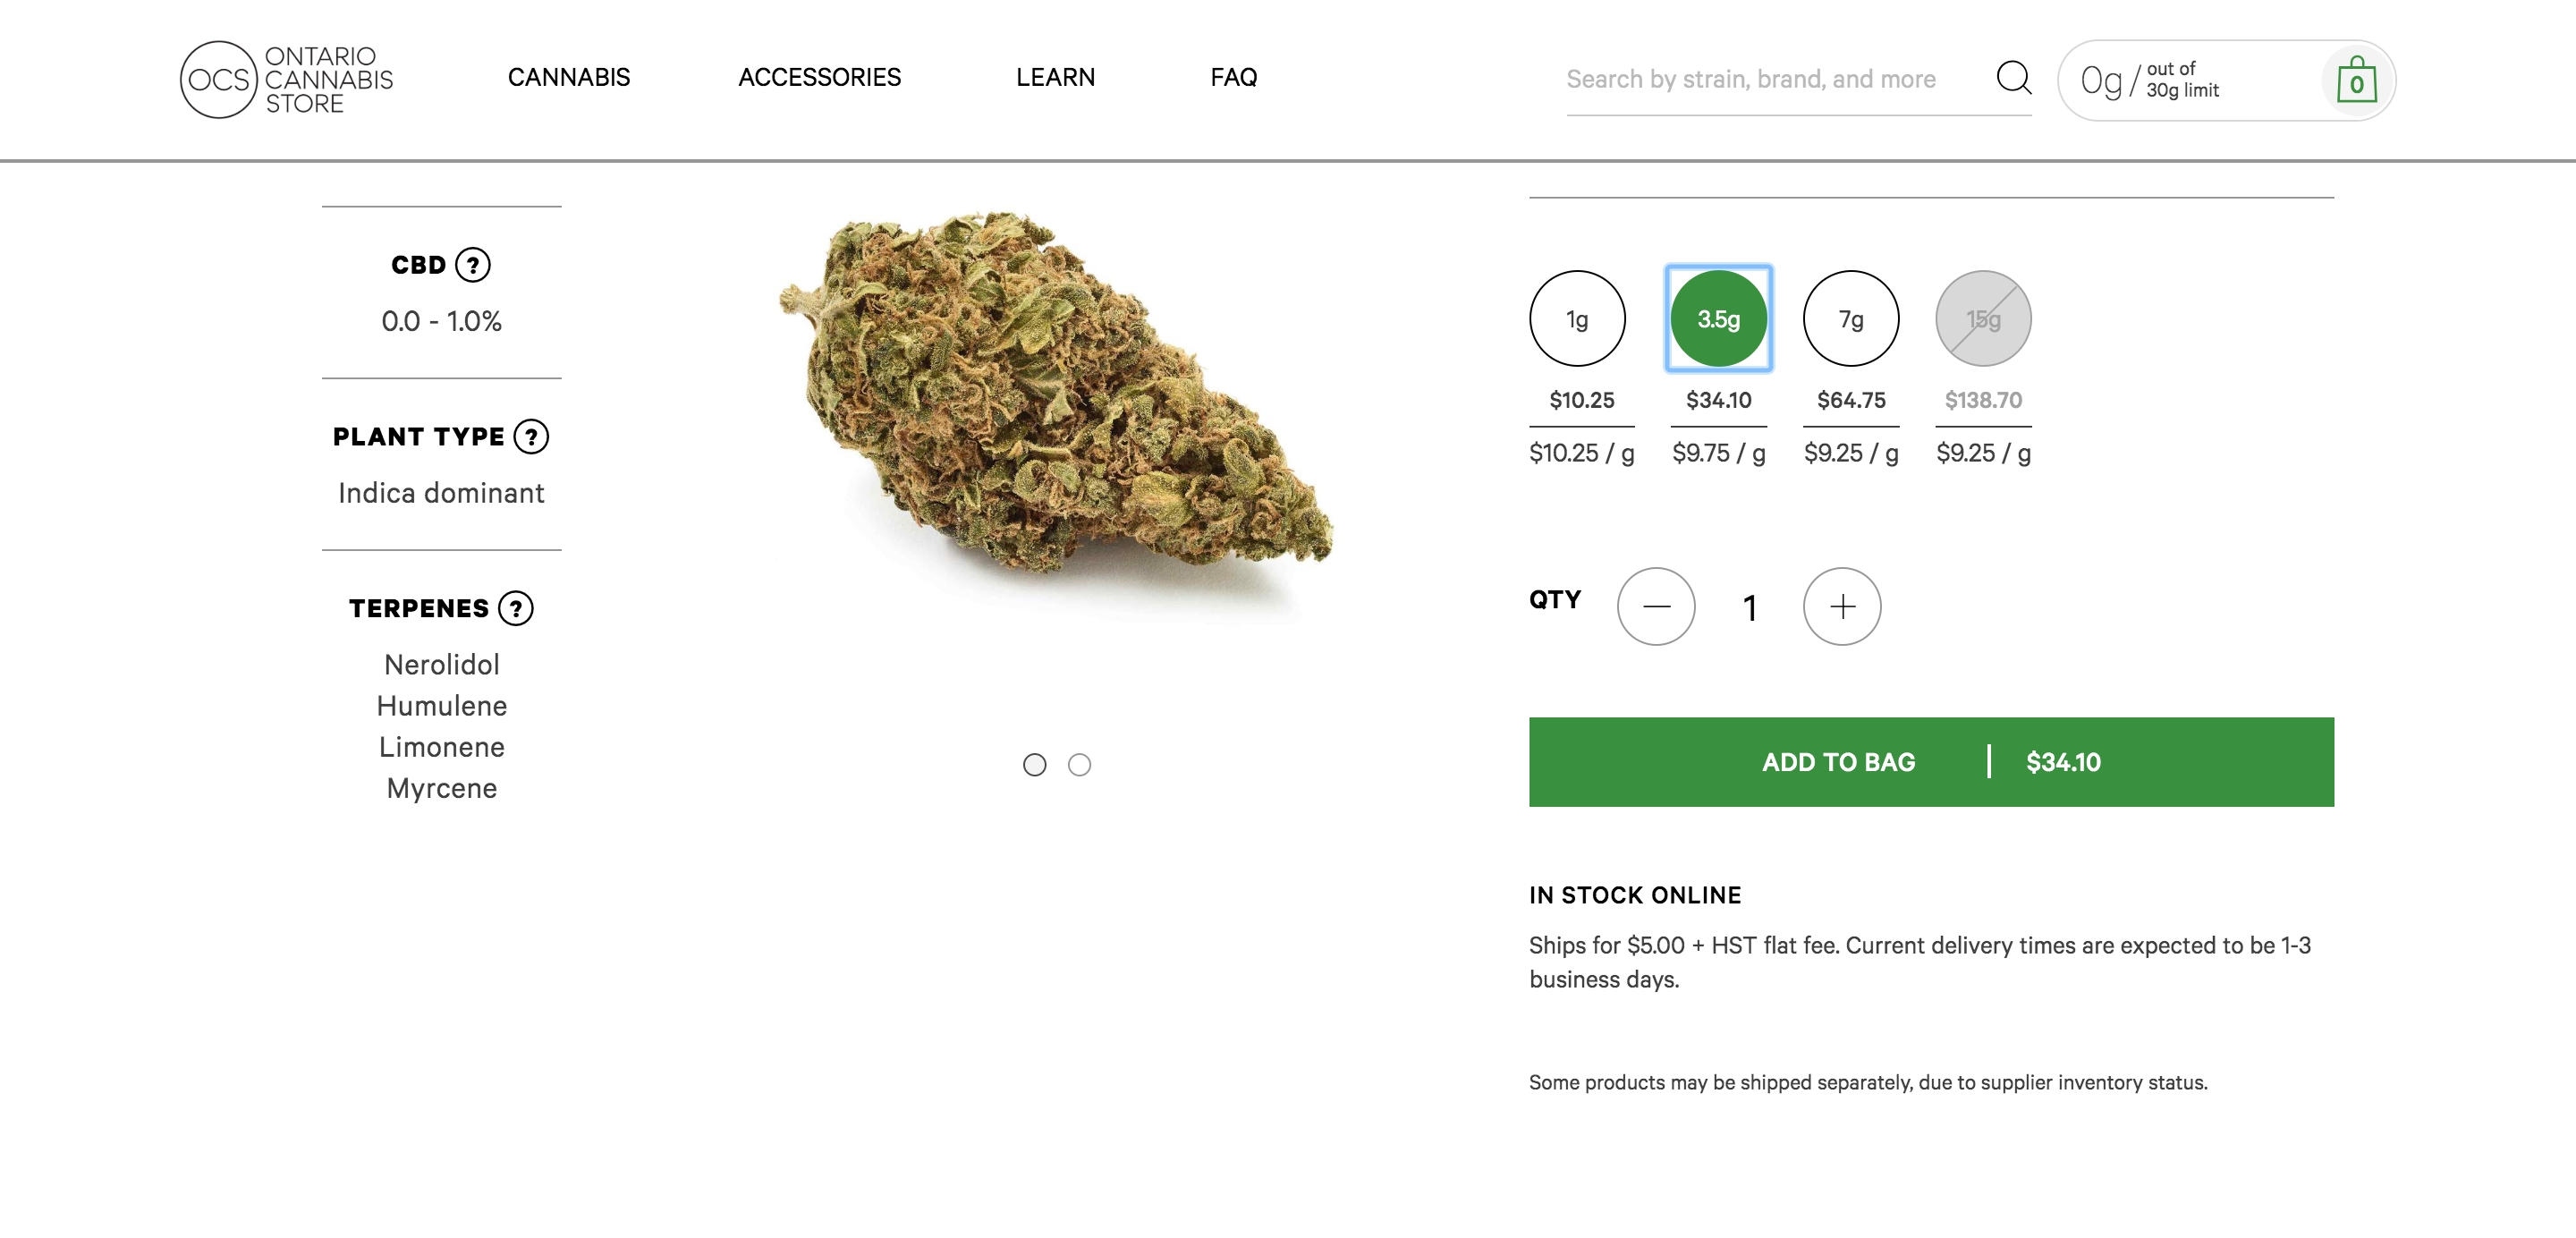 OCS
ONTARIO
CANNABIS
STORE
CANNABIS
ACCESSORIES
LEARN
FAQ
Search by strain, brand, and more
0g / out of
30g limit
0
CBD ?
0.0 - 1.0%
PLANT TYPE ?
Indica dominant
TERPENES ?
Nerolidol
Humulene
Limonene
Myrcene
1g 3.5g 7g 15g
$10.25 $34.10 $64.75 $138.70
$10.25 / g $9.75 / g $9.25 / g $9.25 / g
QTY — 1 +
ADD TO BAG | $34.10
IN STOCK ONLINE
Ships for $5.00 + HST flat fee. Current delivery times are expected to be 1-3
business days.
Some products may be shipped separately, due to supplier inventory status.